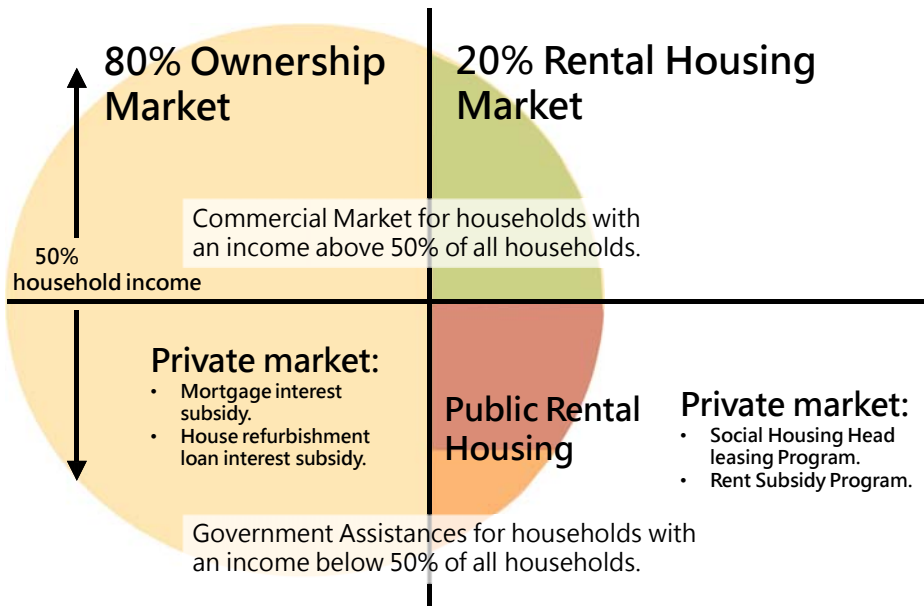 80% Ownership
Market
20% Rental Housing
Market
Commercial Market for households with
an income above 50% of all households.
50%
household income
Private market:
• Mortgage interest
subsidy.
• House refurbishment
loan interest subsidy.
Public Rental
Housing
Private market:
• Social Housing Head
leasing Program.
• Rent Subsidy Program.
Government Assistances for households with
an income below 50% of all households.